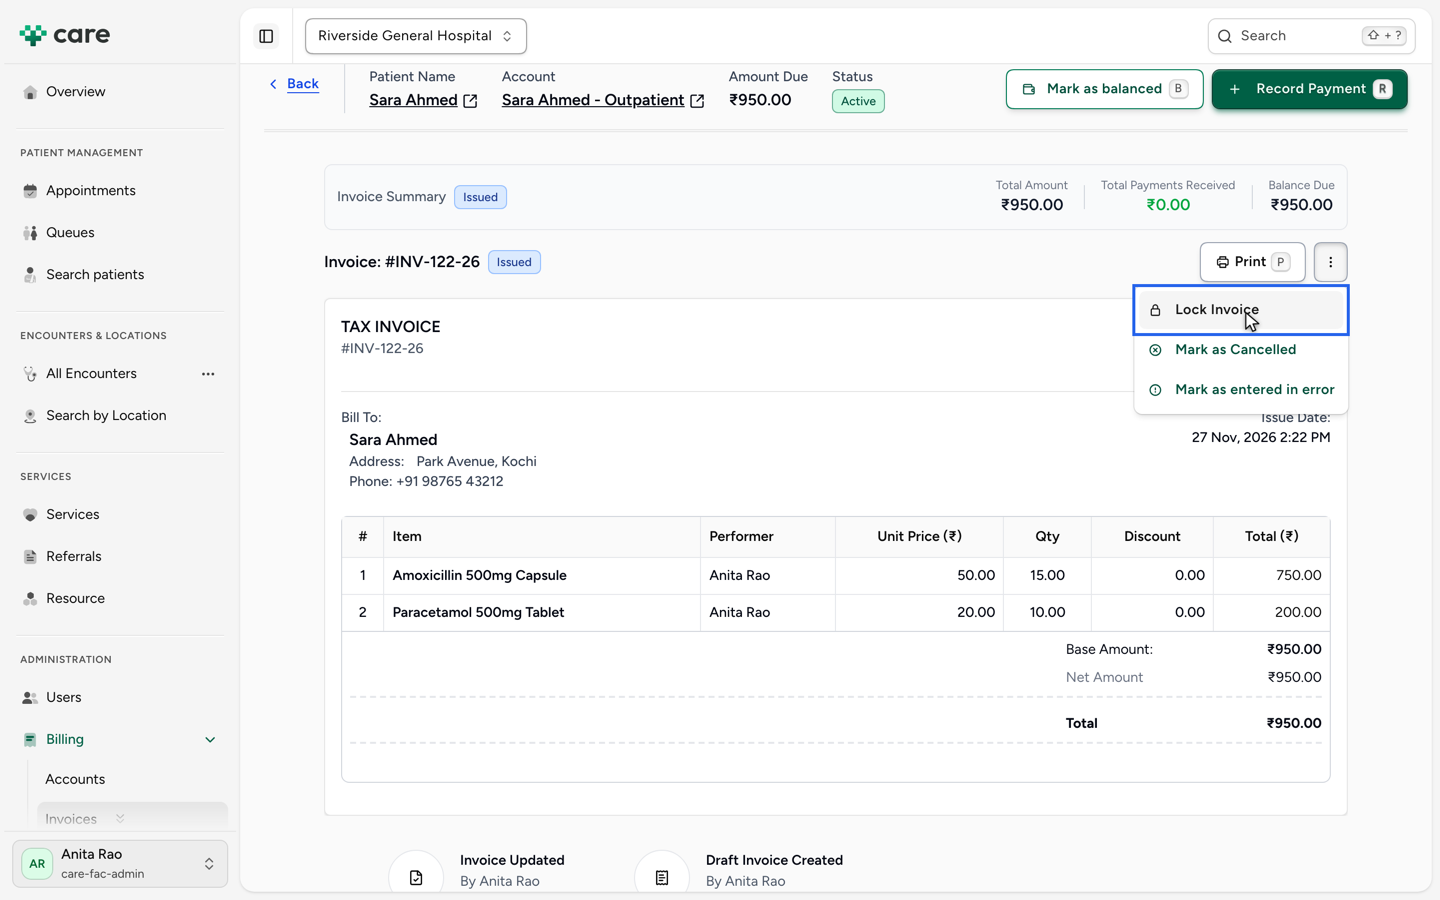 care
Riverside General Hospital
Search
⇧ + ?
Overview
PATIENT MANAGEMENT
Appointments
Queues
Search patients
ENCOUNTERS & LOCATIONS
All Encounters
Search by Location
SERVICES
Services
Referrals
Resource
ADMINISTRATION
Users
Billing
Accounts
Invoices
AR
Anita Rao
care-fac-admin
Back
Patient Name
Sara Ahmed
Account
Sara Ahmed - Outpatient
Amount Due
₹950.00
Status
Active
Mark as balanced B
+ Record Payment R
Invoice Summary Issued
Total Amount
₹950.00
Total Payments Received
₹0.00
Balance Due
₹950.00
Invoice: #INV-122-26 Issued
Print P
Lock Invoice
Mark as Cancelled
Mark as entered in error
TAX INVOICE
#INV-122-26
Bill To:
Sara Ahmed
Address: Park Avenue, Kochi
Phone: +91 98765 43212
Issue Date:
27 Nov, 2026 2:22 PM
# Item Performer Unit Price (₹) Qty Discount Total (₹)
1 Amoxicillin 500mg Capsule Anita Rao 50.00 15.00 0.00 750.00
2 Paracetamol 500mg Tablet Anita Rao 20.00 10.00 0.00 200.00
Base Amount: ₹950.00
Net Amount ₹950.00
Total ₹950.00
Invoice Updated
By Anita Rao
Draft Invoice Created
By Anita Rao